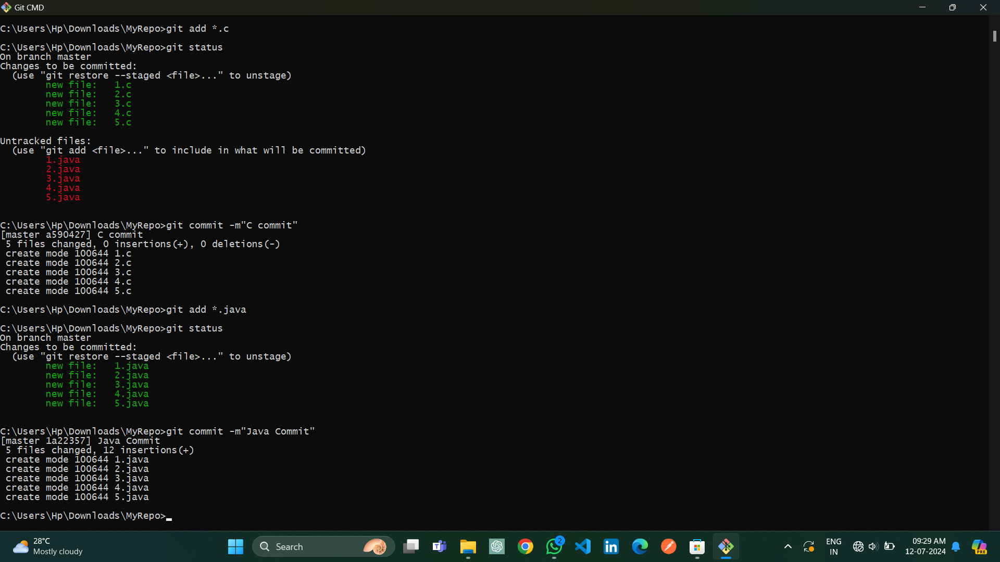 Git CMD
C:\Users\Hp\Downloads\MyRepo>git add *.c
C:\Users\Hp\Downloads\MyRepo>git status
On branch master
Changes to be committed:
  (use "git restore --staged <file>..." to unstage)
        new file:   1.c
        new file:   2.c
        new file:   3.c
        new file:   4.c
        new file:   5.c
Untracked files:
  (use "git add <file>..." to include in what will be committed)
        1.java
        2.java
        3.java
        4.java
        5.java
C:\Users\Hp\Downloads\MyRepo>git commit -m"C commit"
[master a590427] C commit
 5 files changed, 0 insertions(+), 0 deletions(-)
 create mode 100644 1.c
 create mode 100644 2.c
 create mode 100644 3.c
 create mode 100644 4.c
 create mode 100644 5.c
C:\Users\Hp\Downloads\MyRepo>git add *.java
C:\Users\Hp\Downloads\MyRepo>git status
On branch master
Changes to be committed:
  (use "git restore --staged <file>..." to unstage)
        new file:   1.java
        new file:   2.java
        new file:   3.java
        new file:   4.java
        new file:   5.java
C:\Users\Hp\Downloads\MyRepo>git commit -m"Java Commit"
[master 1a22357] Java Commit
 5 files changed, 12 insertions(+)
 create mode 100644 1.java
 create mode 100644 2.java
 create mode 100644 3.java
 create mode 100644 4.java
 create mode 100644 5.java
C:\Users\Hp\Downloads\MyRepo>
28°C
Mostly cloudy
Search
2
ENG
IN
09:29 AM
12-07-2024
PRE